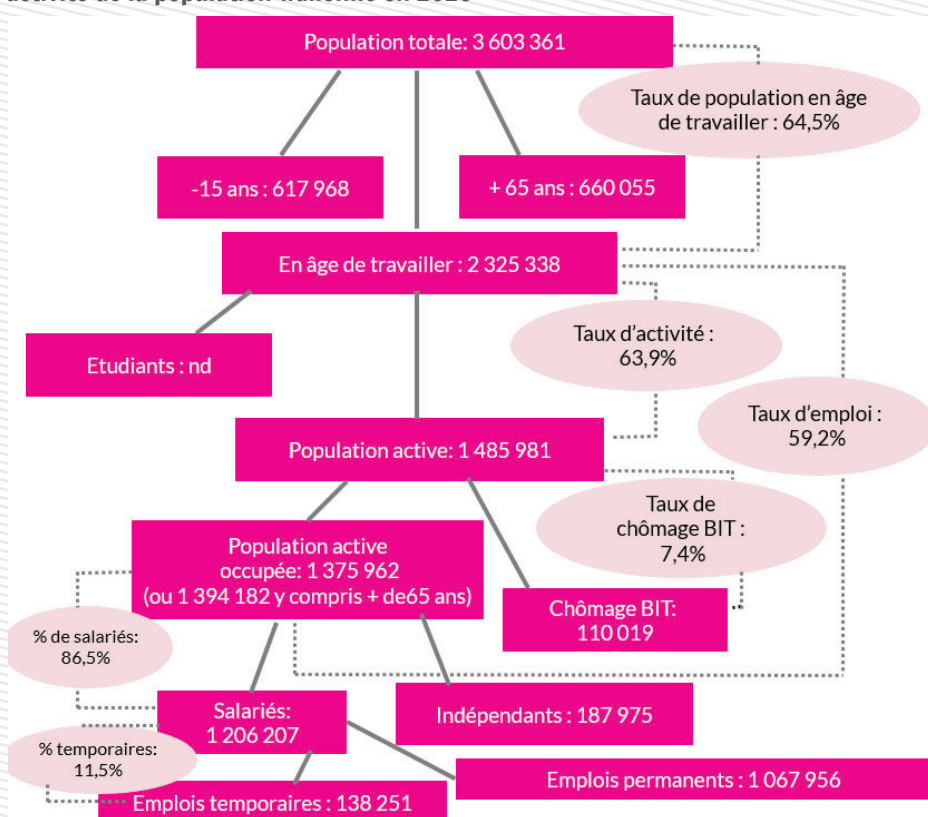 Population totale: 3 603 361
Taux de population en âge
de travailler : 64,5%
-15 ans : 617 968
+ 65 ans : 660 055
En âge de travailler : 2 325 338
Etudiants : nd
Taux d'activité :
63,9%
Taux d'emploi :
59,2%
Population active: 1 485 981
Taux de
chômage BIT :
7,4%
Population active
occupée: 1 375 962
(ou 1 394 182 y compris + de65 ans)
Chômage BIT:
110 019
% de salariés:
86,5%
Salariés:
1 206 207
Indépendants : 187 975
% temporaires:
11,5%
Emplois permanents : 1 067 956
Emplois temporaires : 138 251